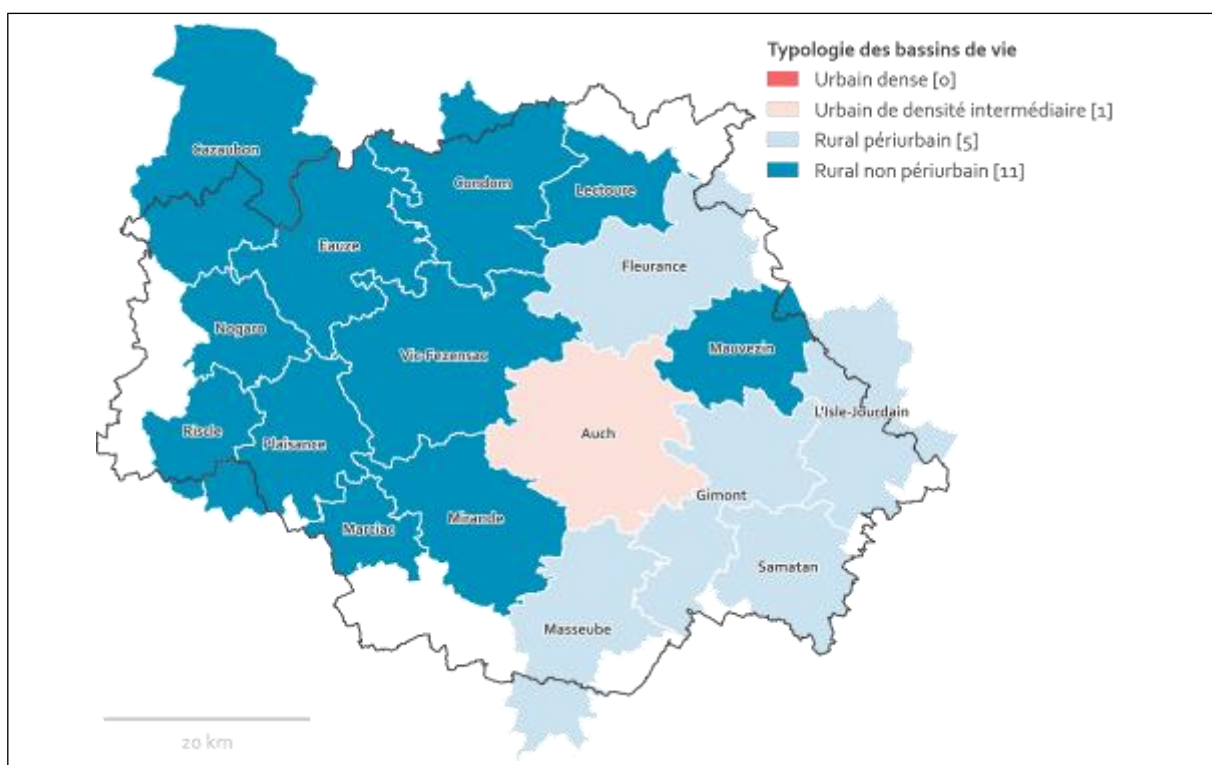 Typologie des bassins de vie
Urbain dense [0]
Urbain de densité intermédiaire [1]
Rural périurbain [5]
Rural non périurbain [11]
Cazaubon
Condom
Lectoure
Eauze
Fleurance
Nogaro
Vic-Fezensac
Mauvezin
L'Isle-Jourdain
Riscle
Plaisance
Auch
Gimont
Marciac
Mirande
Samatan
Masseube
20 km